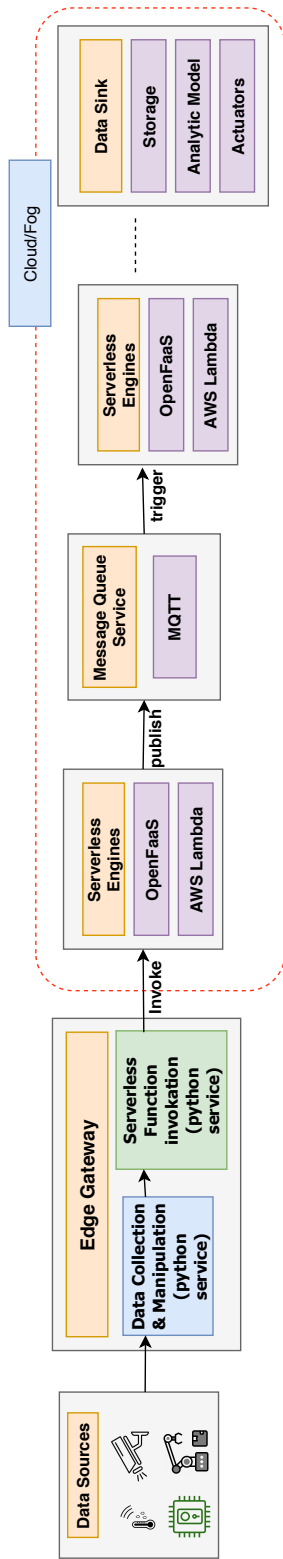 Data Sources
Edge Gateway
Data Collection
& Manipulation
(python
service)
Serverless
Function
invokation
(python
service)
Invoke
Serverless
Engines
OpenFaaS
AWS Lambda
publish
Message Queue
Service
MQTT
trigger
Serverless
Engines
OpenFaaS
AWS Lambda
Cloud/Fog
Data Sink
Storage
Analytic Model
Actuators